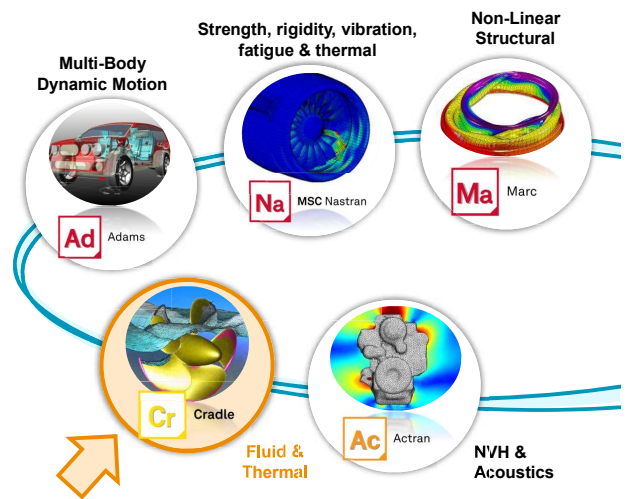 Strength, rigidity, vibration,
fatigue & thermal
Non-Linear
Structural
Multi-Body
Dynamic Motion
Na MSC Nastran
Ma Marc
Ad Adams
Cr Cradle
Ac Actran
Fluid &
Thermal
NVH &
Acoustics